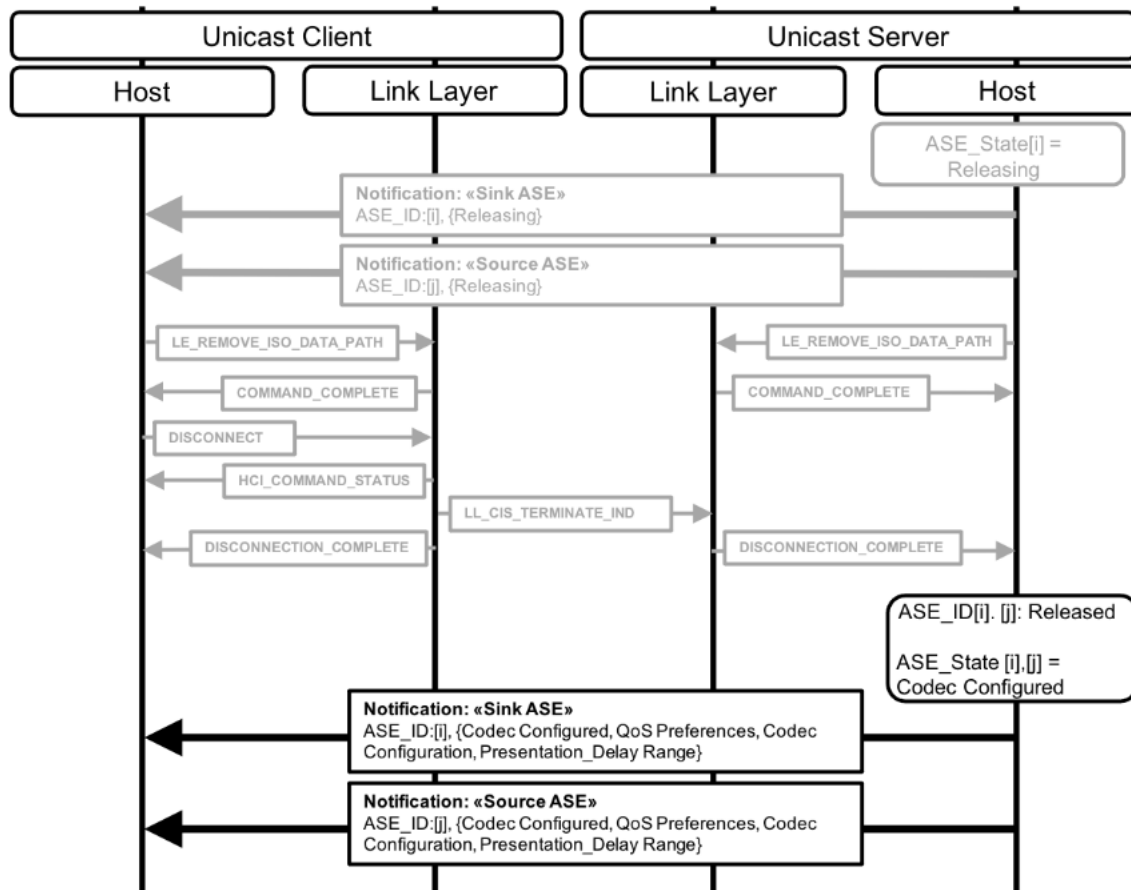 Unicast Client
Unicast Server
Host
Link Layer
Link Layer
Host
ASE_State[i] =
Releasing
Notification: «Sink ASE»
ASE_ID:[i], {Releasing}
Notification: «Source ASE»
ASE_ID:[j], {Releasing}
LE_REMOVE_ISO_DATA_PATH
LE_REMOVE_ISO_DATA_PATH
COMMAND_COMPLETE
COMMAND_COMPLETE
DISCONNECT
HCI_COMMAND_STATUS
LL_CIS_TERMINATE_IND
DISCONNECTION_COMPLETE
DISCONNECTION_COMPLETE
ASE_ID[i]. [j]: Released
ASE_State [i],[j] =
Codec Configured
Notification: «Sink ASE»
ASE_ID:[i], {Codec Configured, QoS Preferences, Codec
Configuration, Presentation_Delay Range}
Notification: «Source ASE»
ASE_ID:[j], {Codec Configured, QoS Preferences, Codec
Configuration, Presentation_Delay Range}